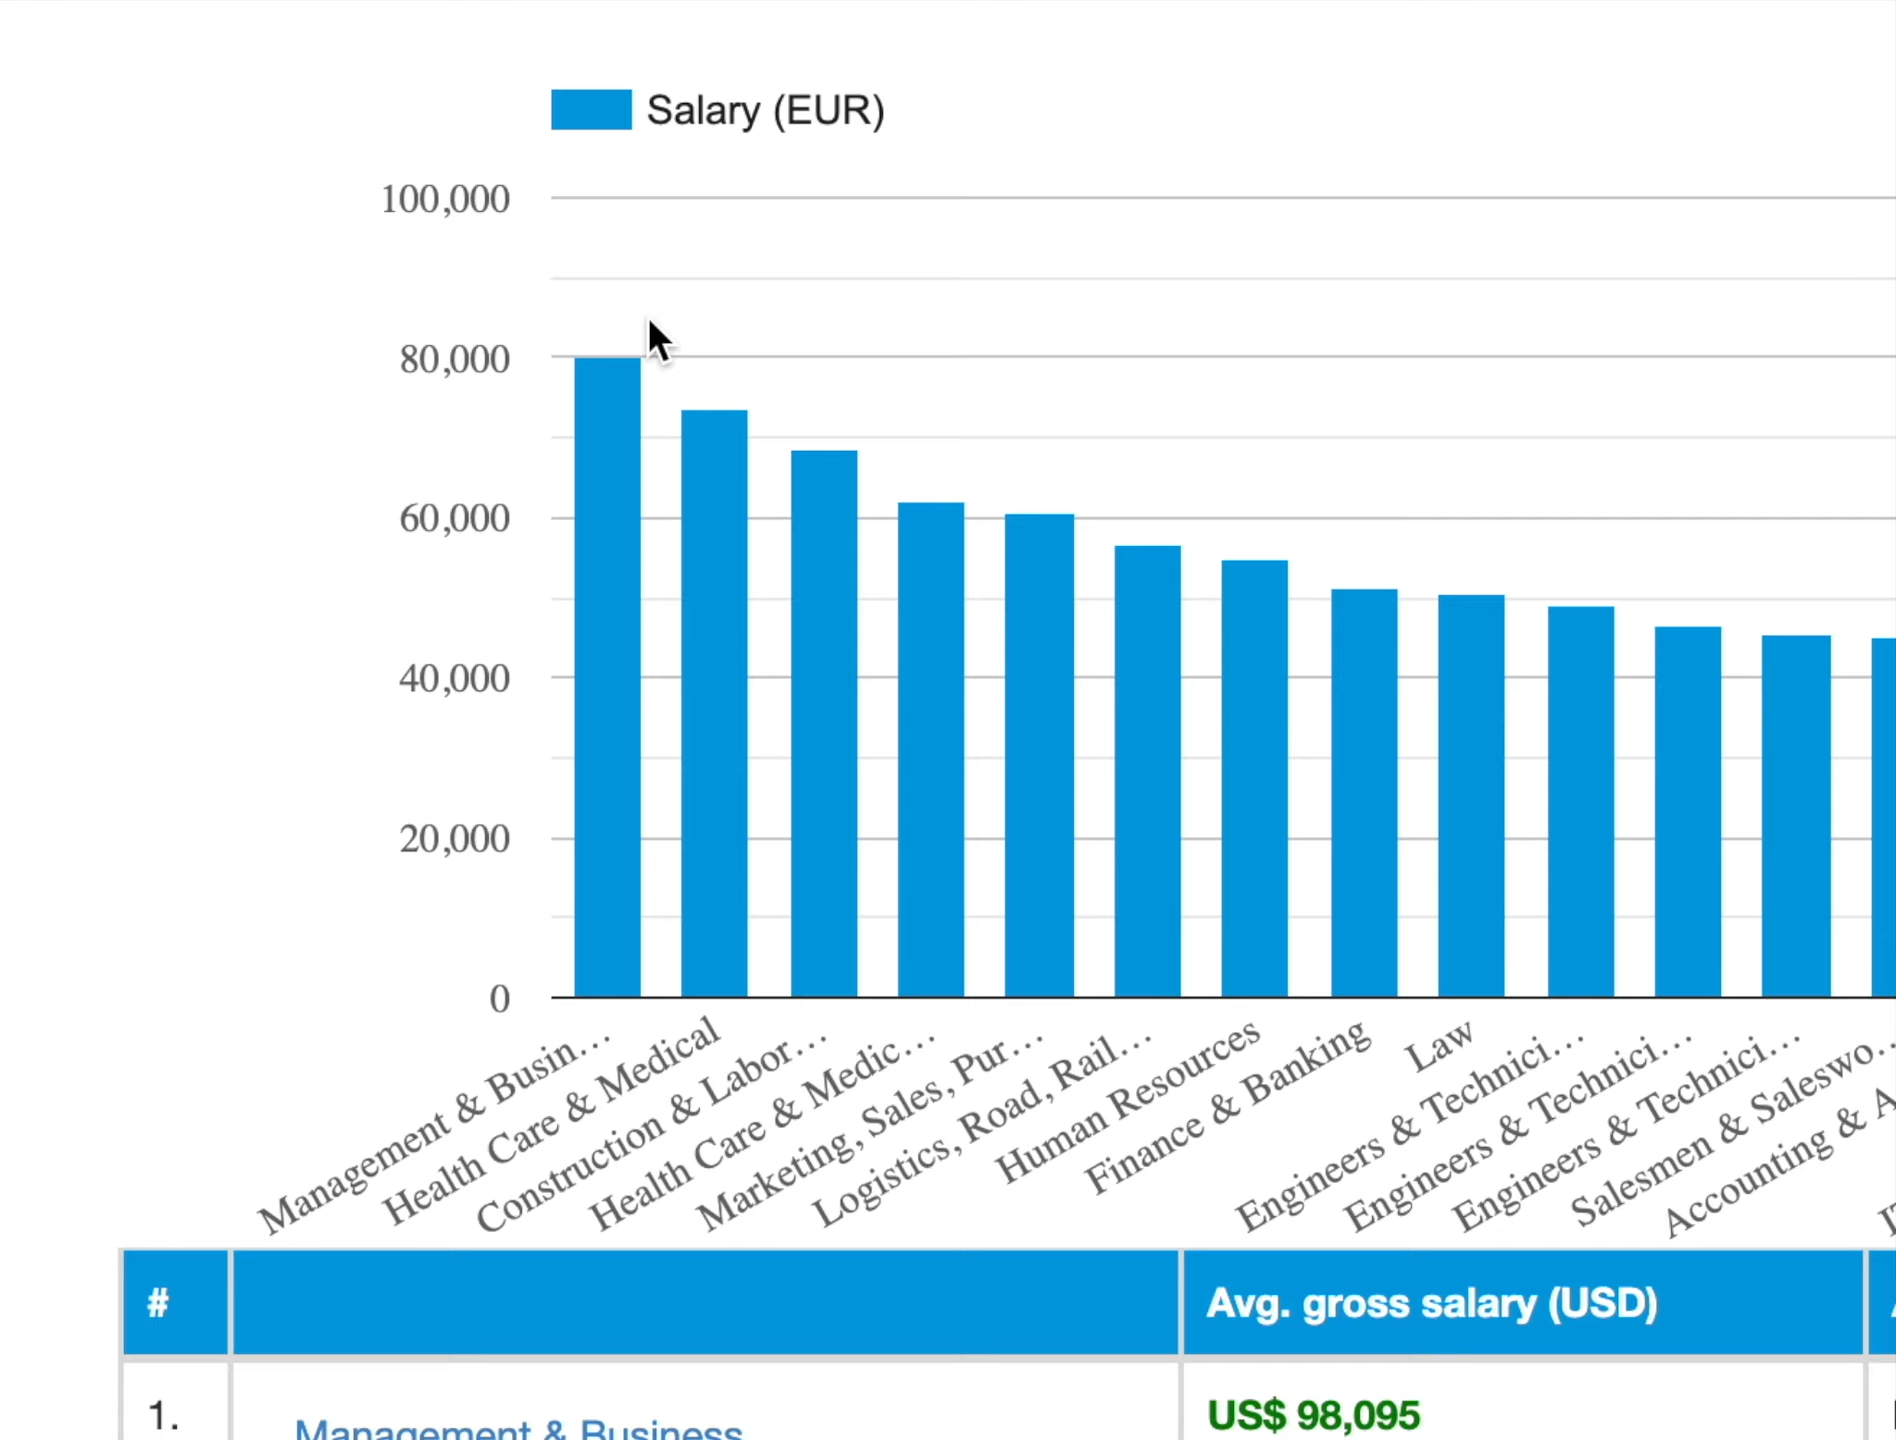 Salary (EUR)
100,000
80,000
60,000
40,000
20,000
0
Management & Busin...
Health Care & Medical
Construction & Labor...
Health Care & Medic...
Marketing, Sales, Pur...
Logistics, Road, Rail...
Human Resources
Finance & Banking
Law
Engineers & Technici...
Engineers & Technici...
Engineers & Technici...
Salesmen & Saleswo...
Accounting & A
#
Avg. gross salary (USD)
1.
Management & Business
US$ 98,095